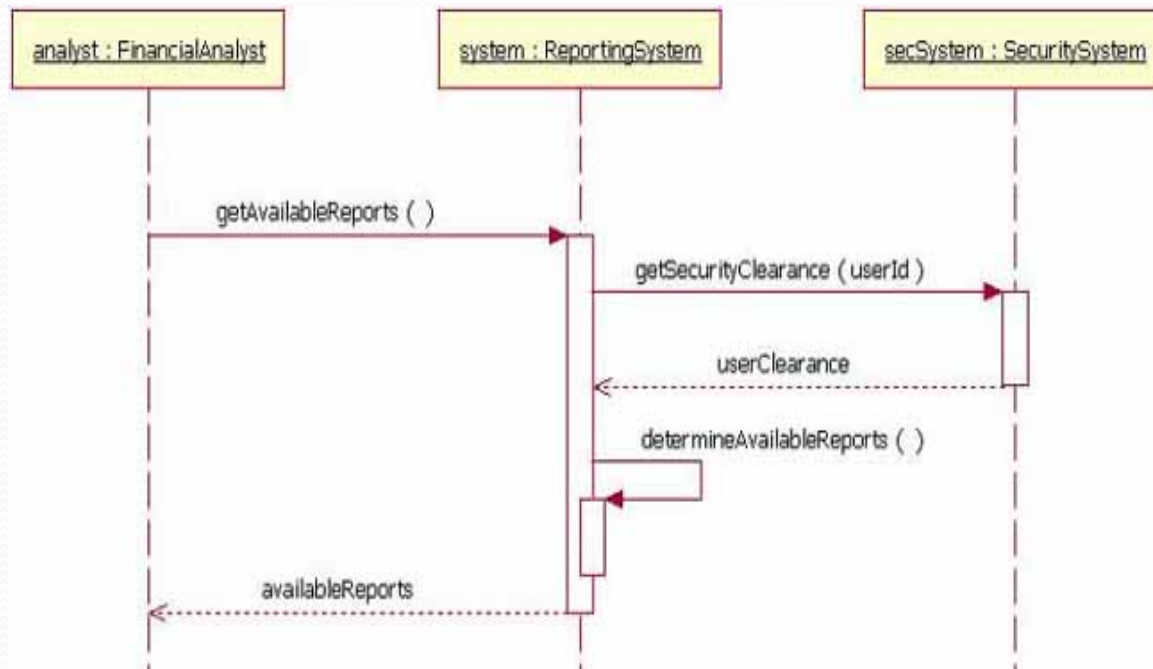 analyst : FinancialAnalyst
system : ReportingSystem
secSystem : SecuritySystem
getAvailableReports ( )
getSecurityClearance ( userId )
userClearance
determineAvailableReports ( )
availableReports